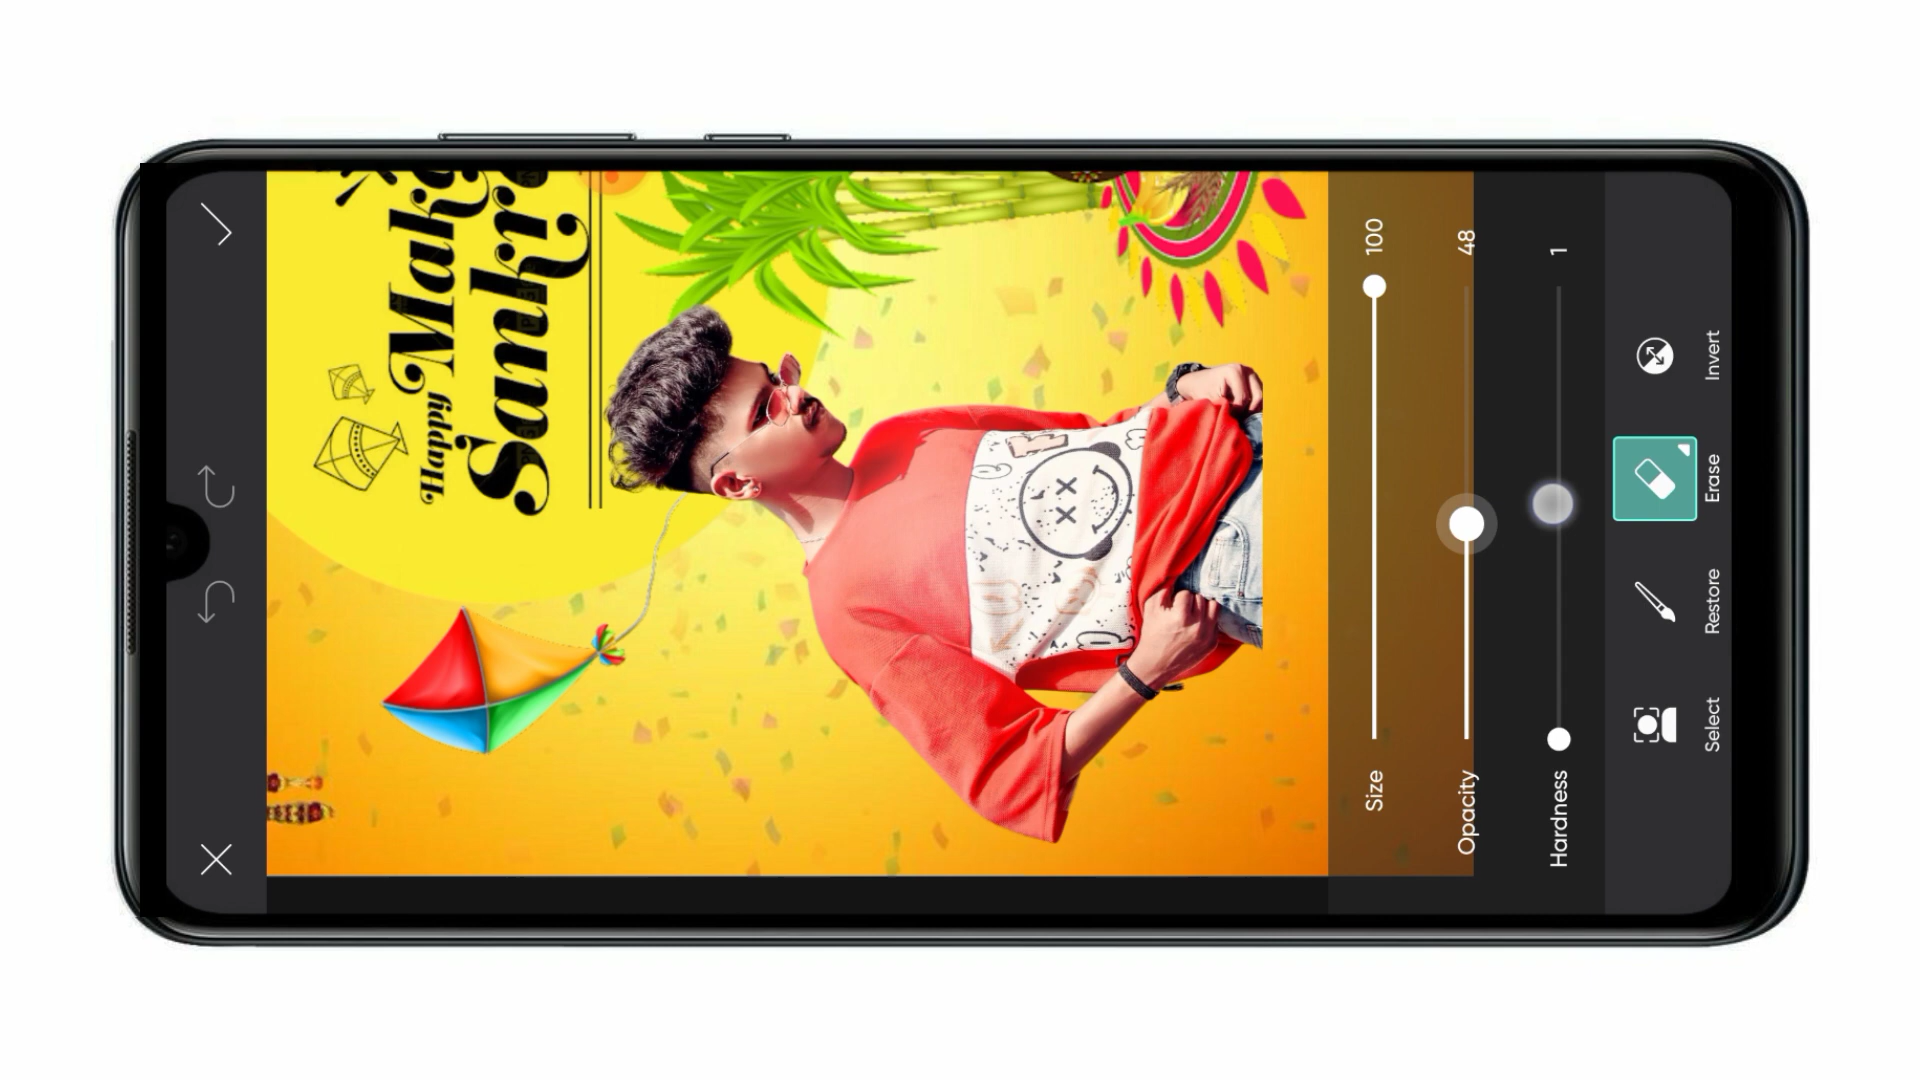 Happy Mak
Sankr
Size 100
Opacity 48
Hardness 1
Select
Restore
Erase
Invert